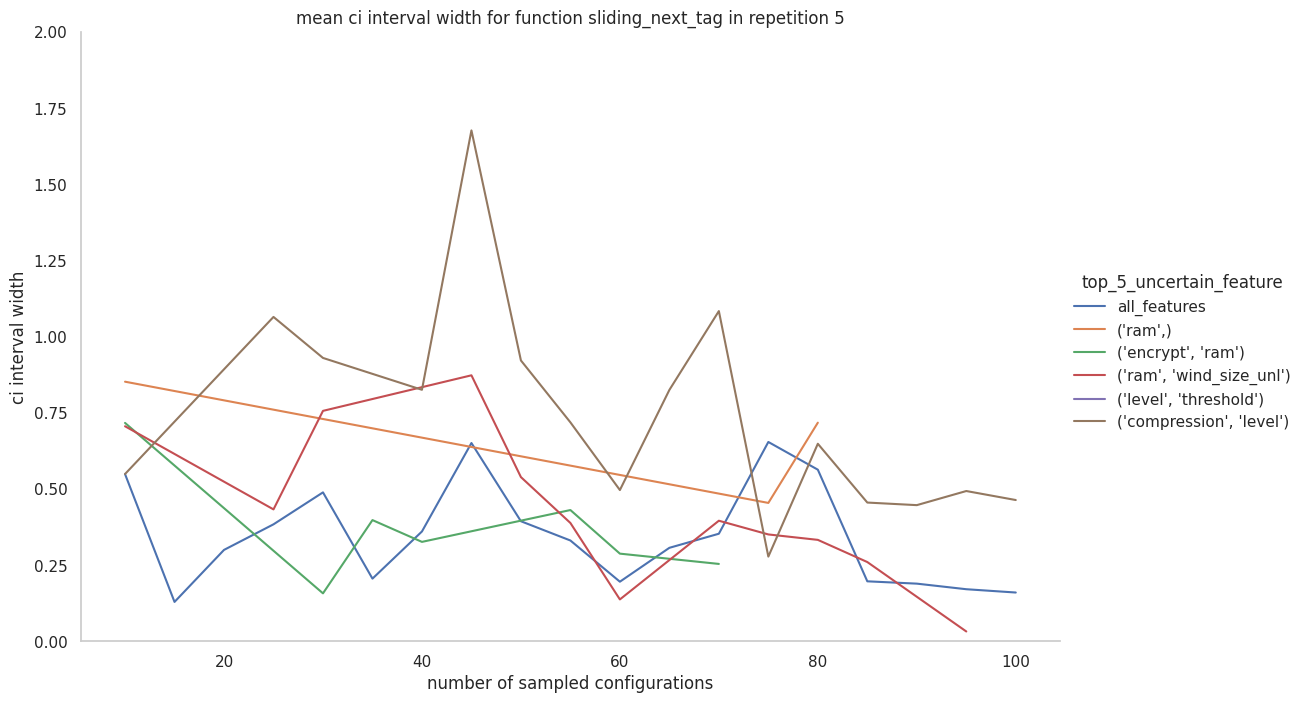 mean ci interval width for function sliding_next_tag in repetition 5
2.00
1.75
1.50
1.25
1.00
0.75
0.50
0.25
0.00
ci interval width
20
40
60
80
100
number of sampled configurations
top_5_uncertain_feature
all_features
('ram',)
('encrypt', 'ram')
('ram', 'wind_size_unl')
('level', 'threshold')
('compression', 'level')